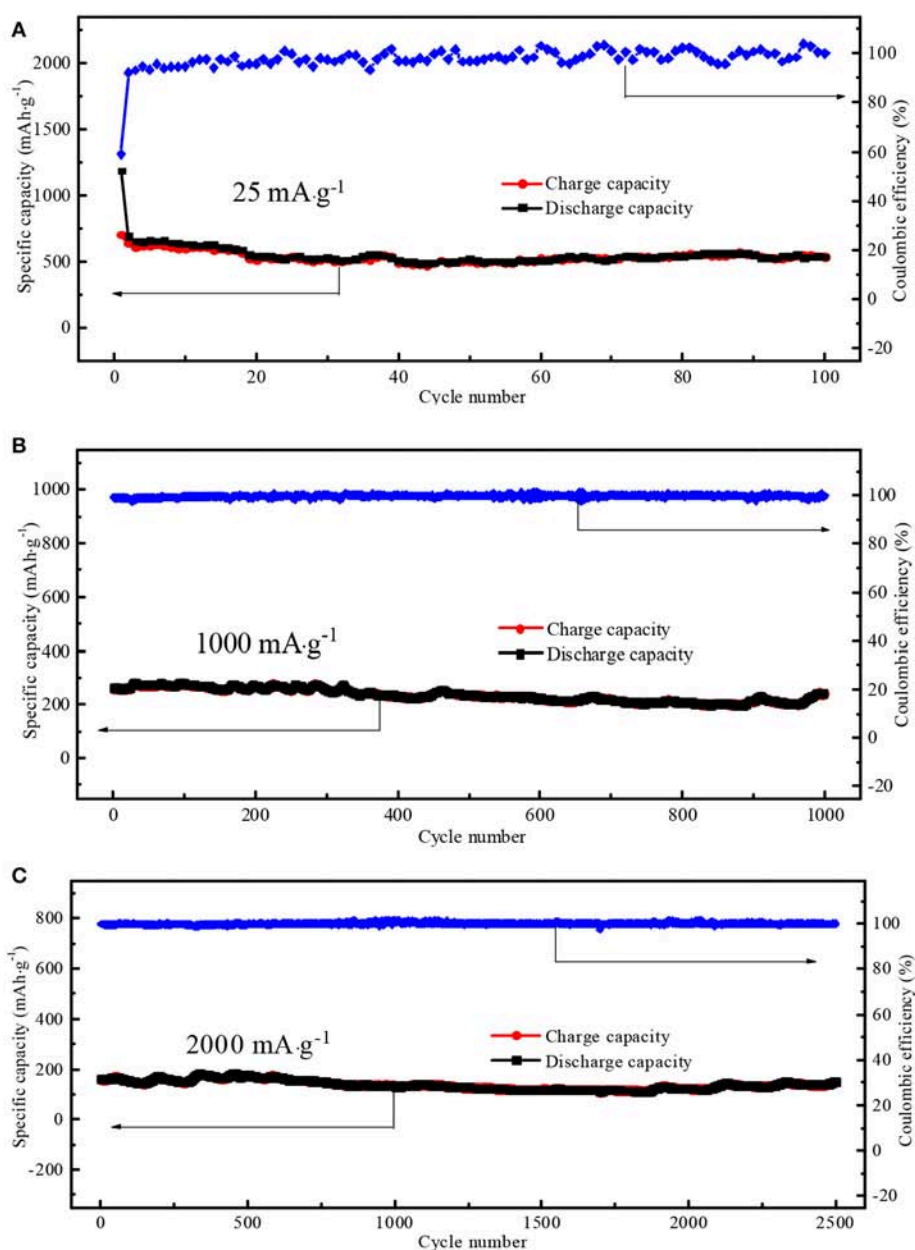 A
Specific capacity (mAh·g⁻¹)
2000
1500
1000
500
0
25 mA·g⁻¹
Charge capacity
Discharge capacity
100
80
60
40
20
0
-20
Coulombic efficiency (%)
0 20 40 60 80 100
Cycle number
B
Specific capacity (mAh·g⁻¹)
1000
800
600
400
200
0
1000 mA·g⁻¹
Charge capacity
Discharge capacity
100
80
60
40
20
0
-20
Coulombic efficiency (%)
0 200 400 600 800 1000
Cycle number
C
Specific capacity (mAh·g⁻¹)
800
600
400
200
0
-200
2000 mA·g⁻¹
Charge capacity
Discharge capacity
100
80
60
40
20
0
-20
Coulombic efficiency (%)
0 500 1000 1500 2000 2500
Cycle number